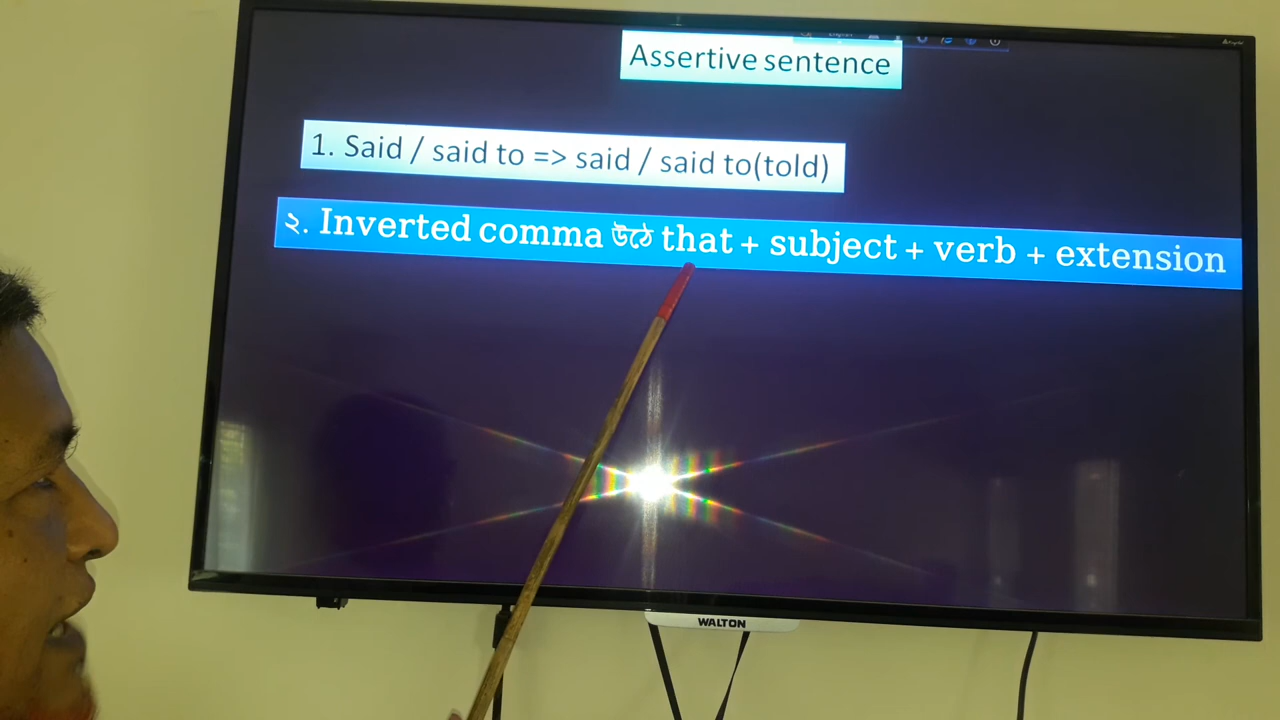 Assertive sentence
1. Said / said to => said / said to(told)
২. Inverted comma উঠে that + subject + verb + extension
WALTON